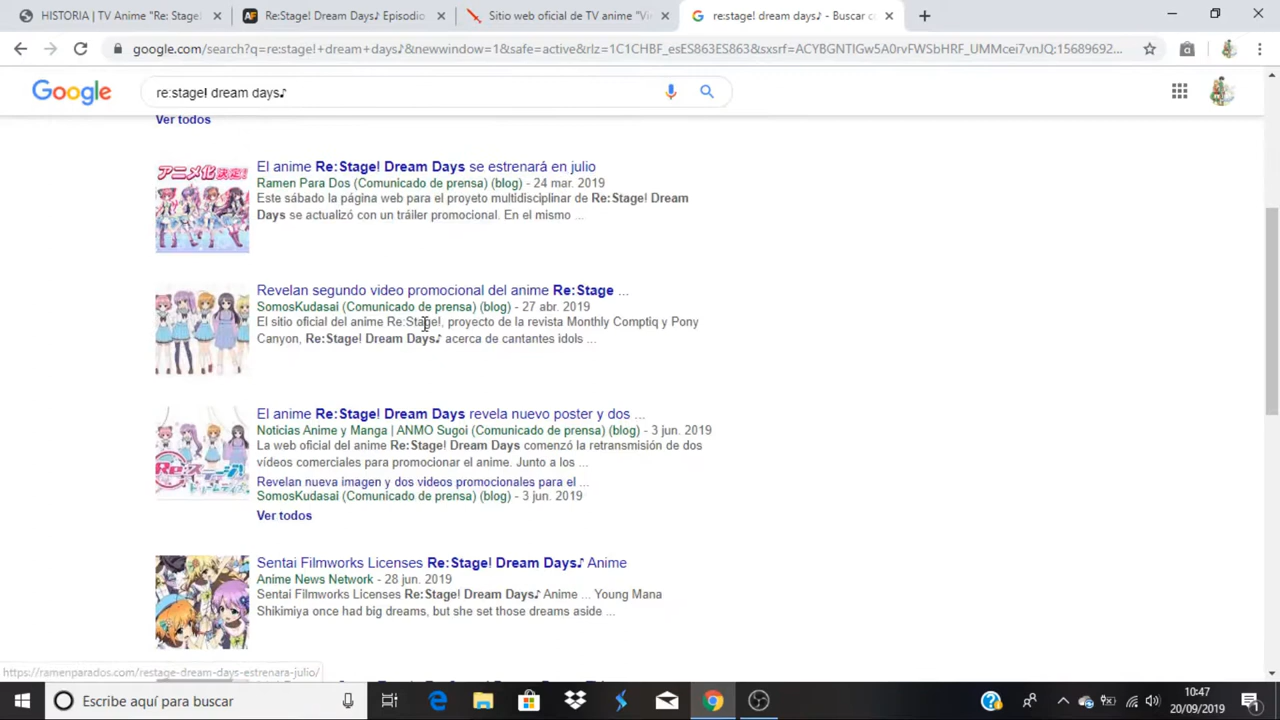 HISTORIA | TV Anime "Re: Stage!
Re:Stage! Dream Days♪ Episodio
Sitio web oficial de TV anime "Vi
re:stage! dream days♪ - Buscar c
google.com/search?q=re:stage!+dream+days♪&newwindow=1&safe=active&rlz=1C1CHBF_esES863ES863&sxsrf=ACYBGNTIGw5A0rvFWSbHRF_UMMcei7vnJQ:15689692...
Google
re:stage! dream days♪
Ver todos
アニメ化決定!
El anime Re:Stage! Dream Days se estrenará en julio
Ramen Para Dos (Comunicado de prensa) (blog) - 24 mar. 2019
Este sábado la página web para el proyeto multidisciplinar de Re:Stage! Dream
Days se actualizó con un tráiler promocional. En el mismo ...
Revelan segundo video promocional del anime Re:Stage ...
SomosKudasai (Comunicado de prensa) (blog) - 27 abr. 2019
El sitio oficial del anime Re:Stage!, proyecto de la revista Monthly Comptiq y Pony
Canyon, Re:Stage! Dream Days♪ acerca de cantantes idols ...
El anime Re:Stage! Dream Days revela nuevo poster y dos ...
Noticias Anime y Manga | ANMO Sugoi (Comunicado de prensa) (blog) - 3 jun. 2019
La web oficial del anime Re:Stage! Dream Days comenzó la retransmisión de dos
vídeos comerciales para promocionar el anime. Junto a los ...
Revelan nueva imagen y dos videos promocionales para el ...
SomosKudasai (Comunicado de prensa) (blog) - 3 jun. 2019
Ver todos
Sentai Filmworks Licenses Re:Stage! Dream Days♪ Anime
Anime News Network - 28 jun. 2019
Sentai Filmworks Licenses Re:Stage! Dream Days♪ Anime ... Young Mana
Shikimiya once had big dreams, but she set those dreams aside ...
https://ramenparados.com/restage-dream-days-estrenara-julio/
Escribe aquí para buscar
10:47
20/09/2019
1